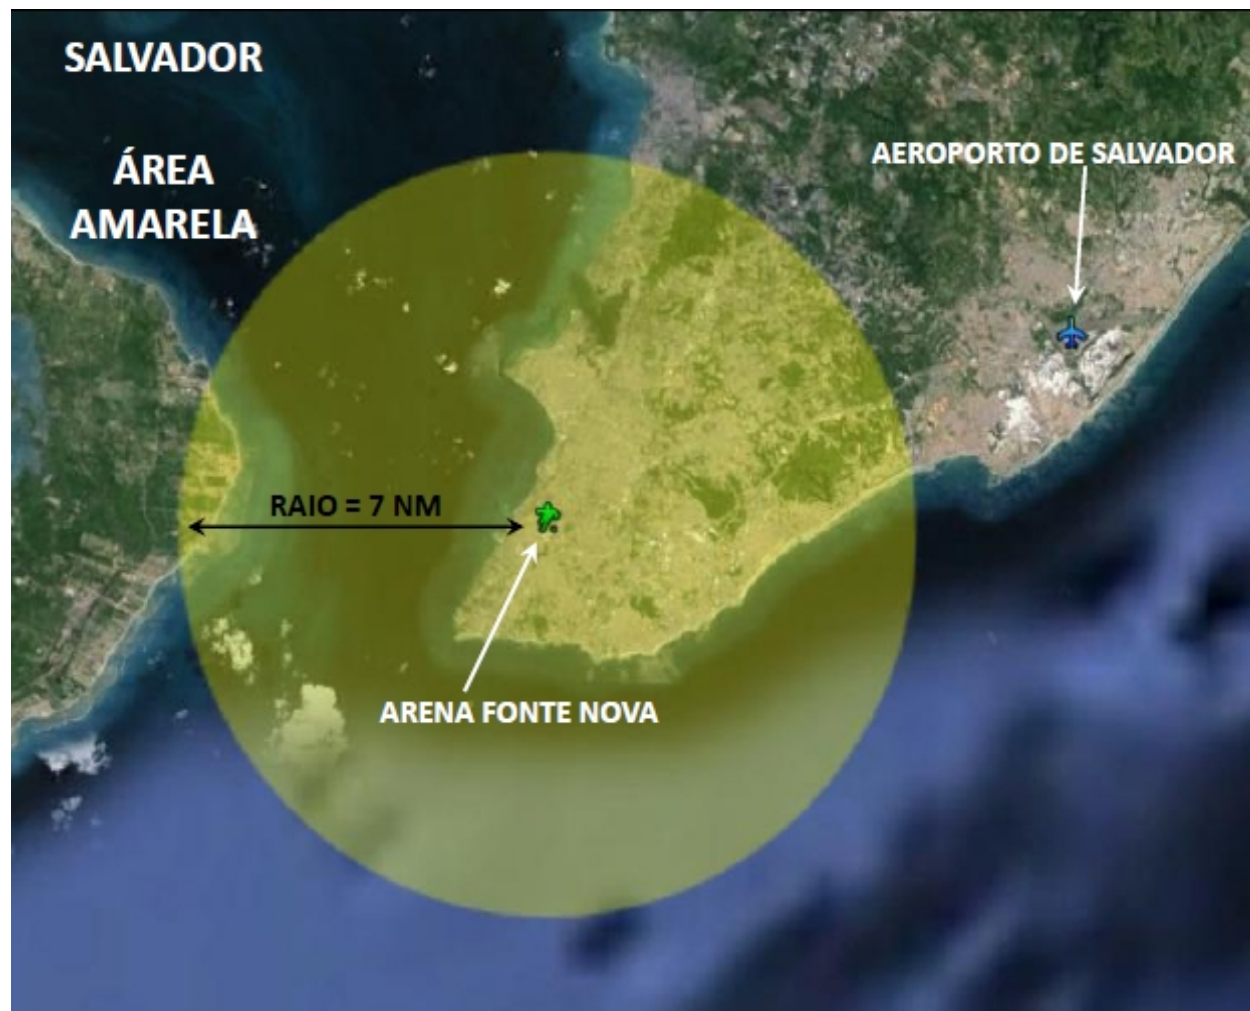 SALVADOR
ÁREA
AMARELA
AEROPORTO DE SALVADOR
RAIO = 7 NM
ARENA FONTE NOVA